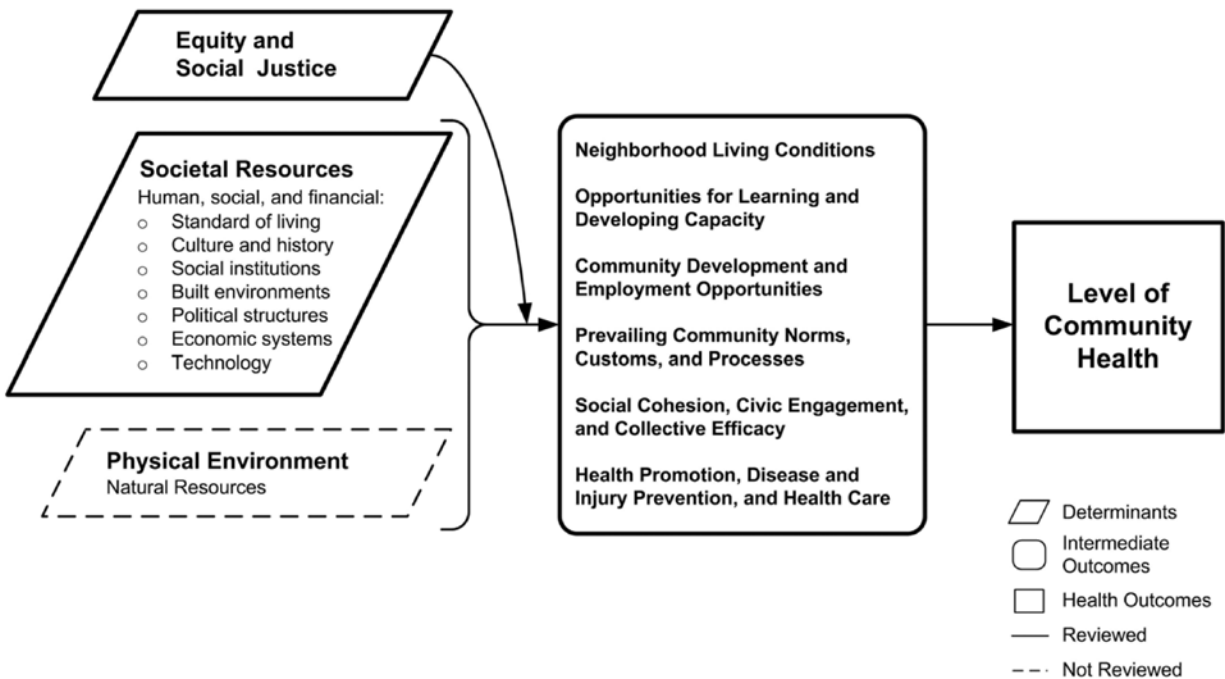 Equity and
Social Justice
Societal Resources
Human, social, and financial:
o Standard of living
o Culture and history
o Social institutions
o Built environments
o Political structures
o Economic systems
o Technology
Physical Environment
Natural Resources
Neighborhood Living Conditions
Opportunities for Learning and
Developing Capacity
Community Development and
Employment Opportunities
Prevailing Community Norms,
Customs, and Processes
Social Cohesion, Civic Engagement,
and Collective Efficacy
Health Promotion, Disease and
Injury Prevention, and Health Care
Level of
Community
Health
Determinants
Intermediate
Outcomes
Health Outcomes
Reviewed
Not Reviewed